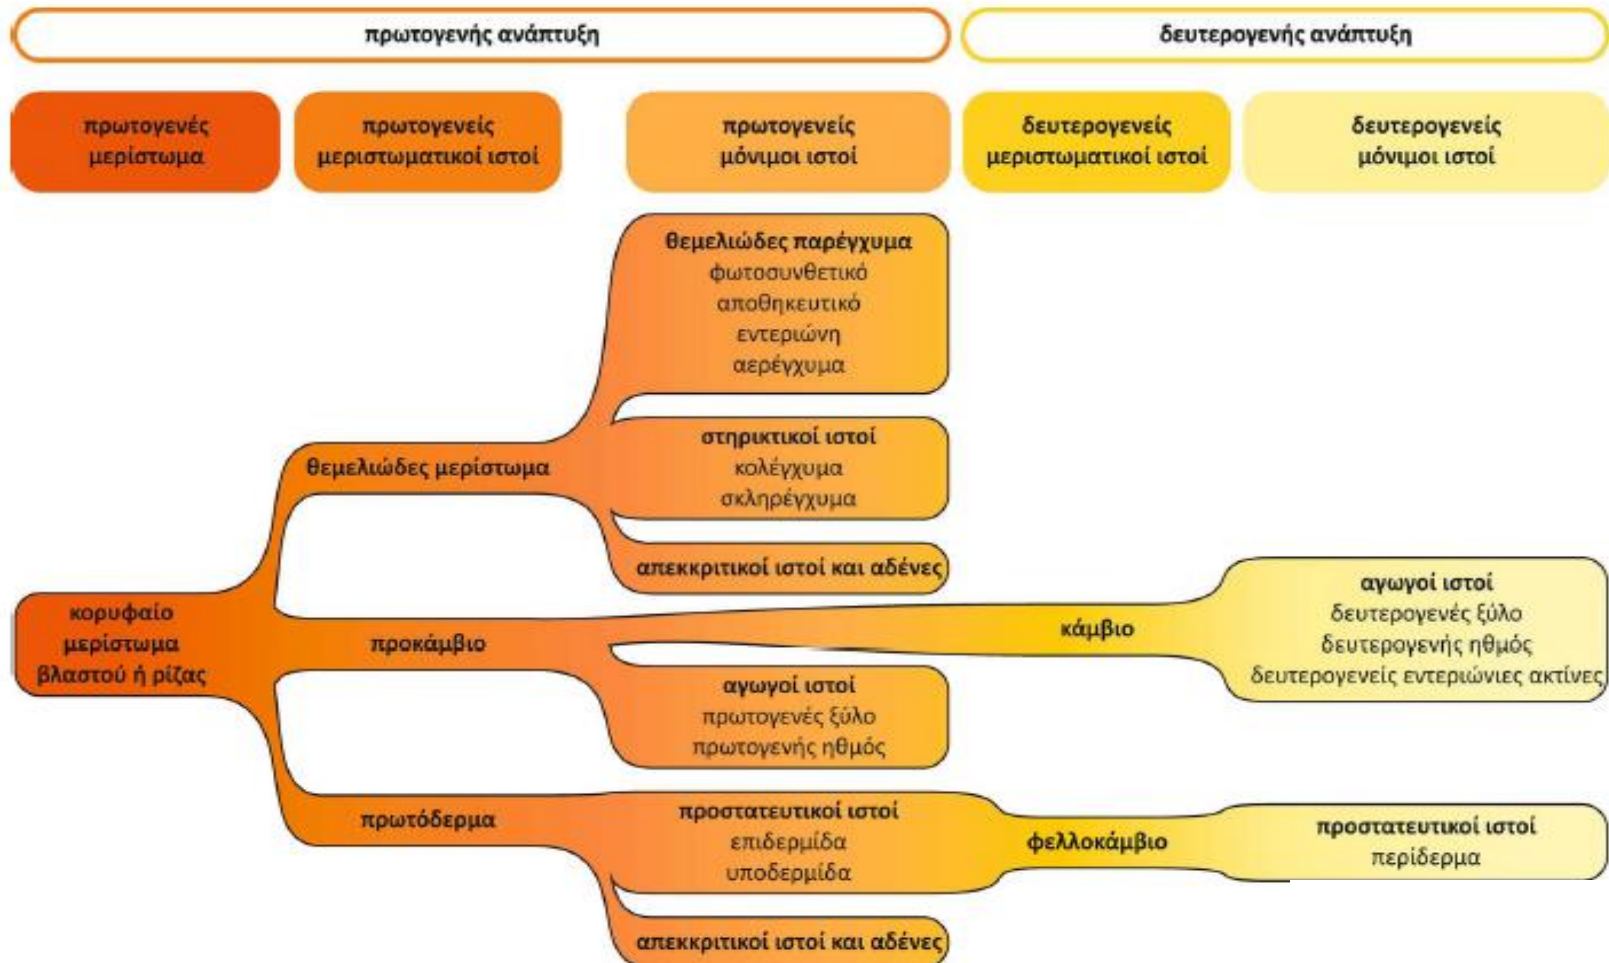 πρωτογενής ανάπτυξη
δευτερογενής ανάπτυξη
πρωτογενές
μερίστωμα
πρωτογενείς
μεριστωματικοί ιστοί
πρωτογενείς
μόνιμοι ιστοί
δευτερογενείς
μεριστωματικοί ιστοί
δευτερογενείς
μόνιμοι ιστοί
κορυφαίο
μερίστωμα
βλαστού ή ρίζας
θεμελιώδες μερίστωμα
θεμελιώδες παρέγχυμα
φωτοσυνθετικό
αποθηκευτικό
εντεριώνη
αερέγχυμα
στηρικτικοί ιστοί
κολέγχυμα
σκληρέγχυμα
απεκκριτικοί ιστοί και αδένες
προκάμβιο
αγωγοί ιστοί
πρωτογενές ξύλο
πρωτογενής ηθμός
κάμβιο
αγωγοί ιστοί
δευτερογενές ξύλο
δευτερογενής ηθμός
δευτερογενείς εντεριώνιες ακτίνες
πρωτόδερμα
προστατευτικοί ιστοί
επιδερμίδα
υποδερμίδα
φελλοκάμβιο
προστατευτικοί ιστοί
περίδερμα
απεκκριτικοί ιστοί και αδένες